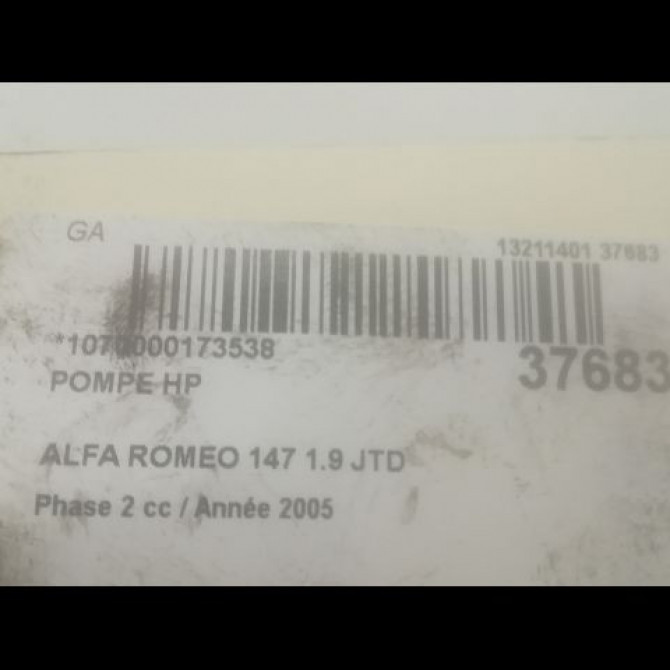 GA
13211401 37683
*1070000173538
37683
POMPE HP
ALFA ROMEO 147 1.9 JTD
Phase 2 cc / Année 2005